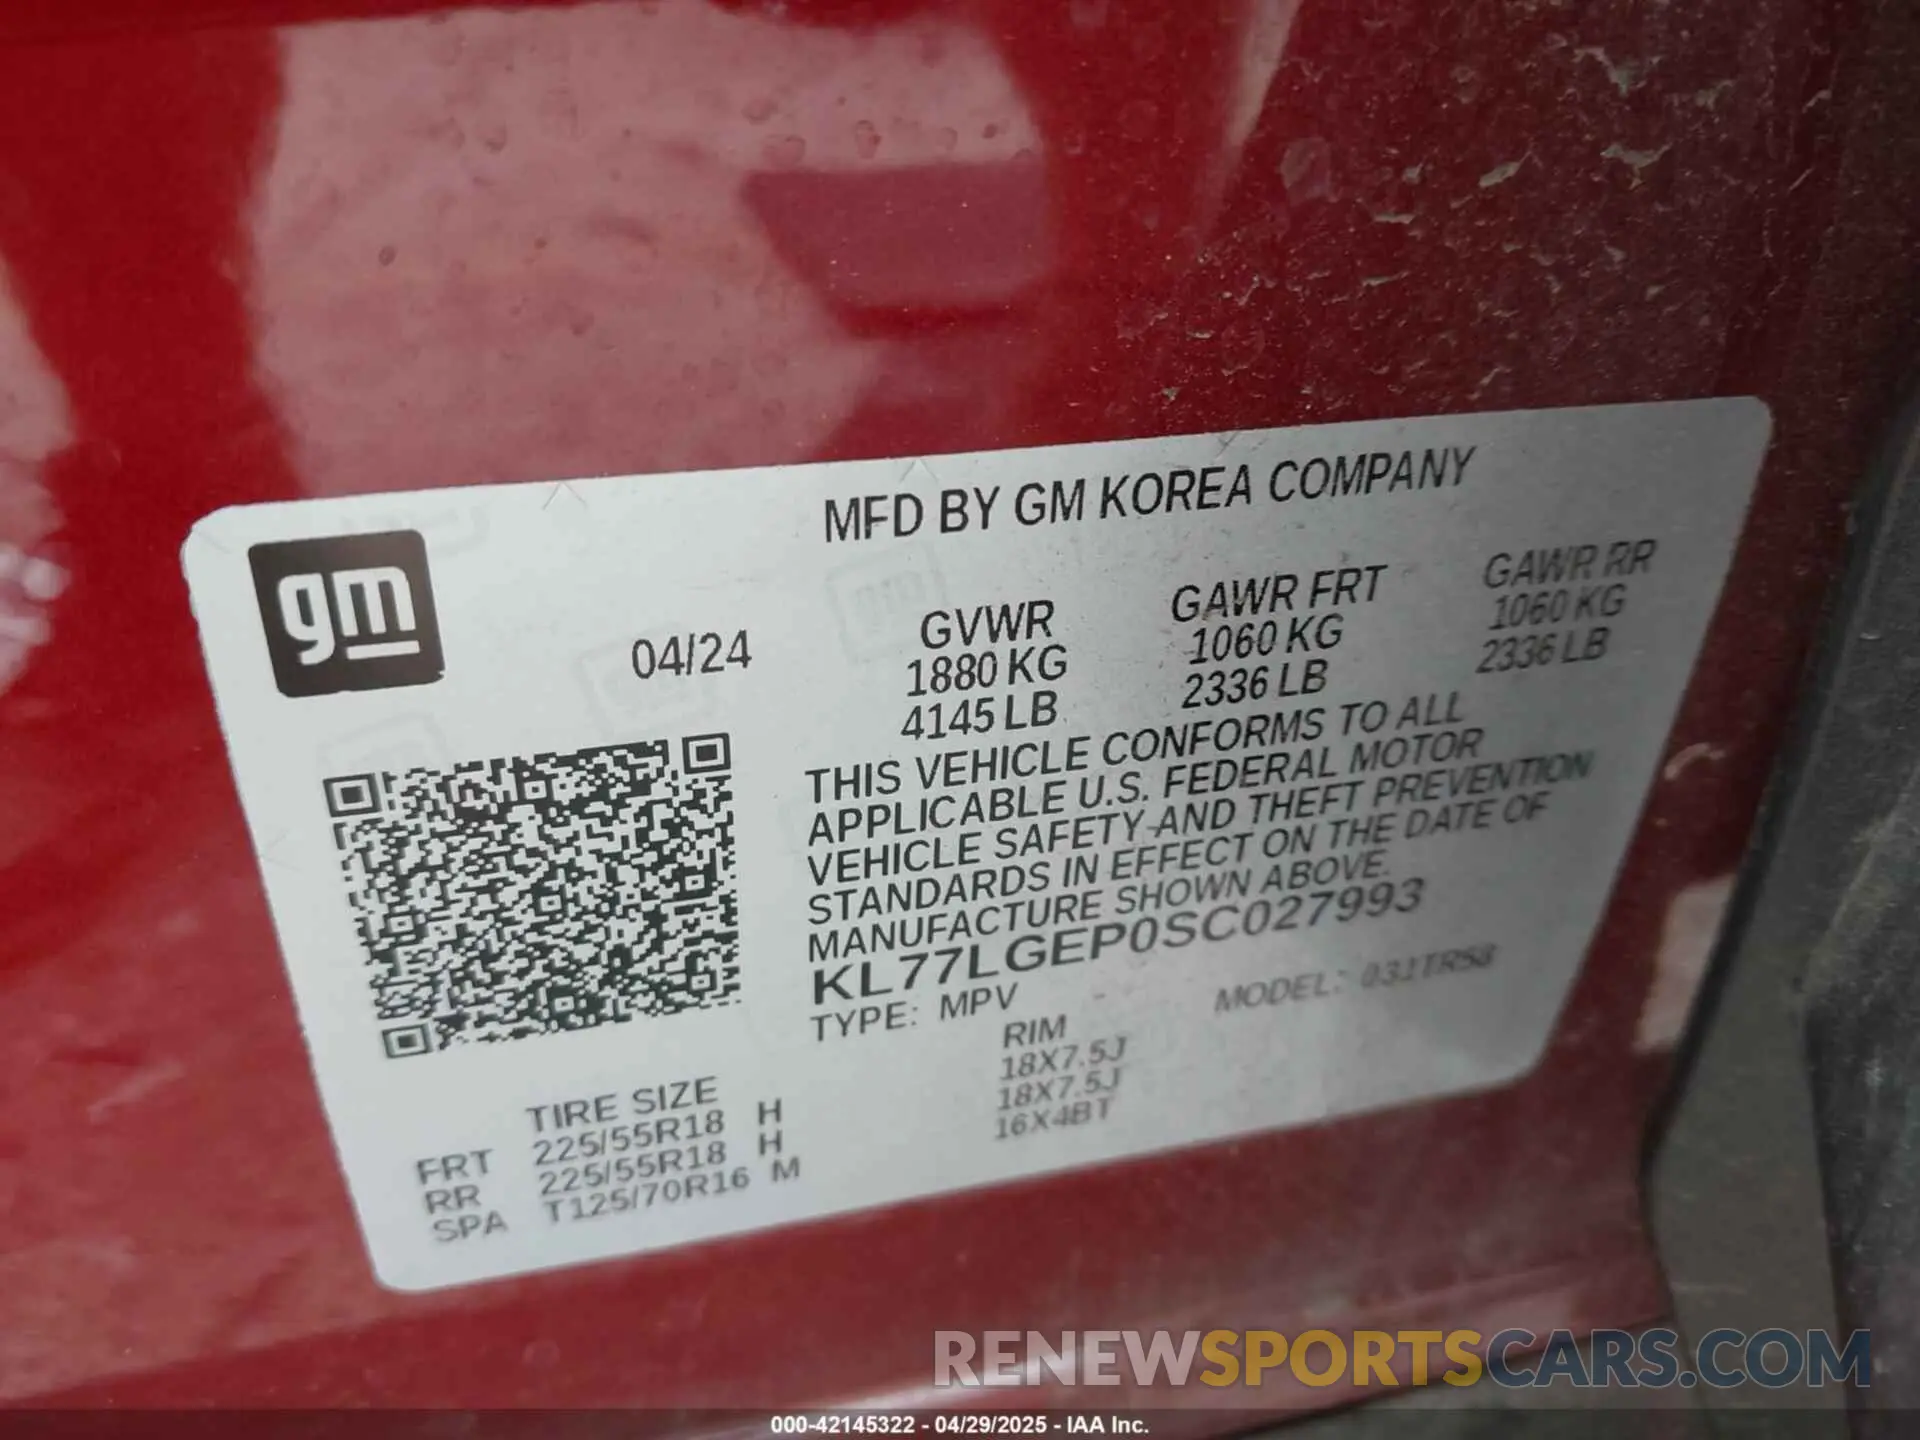 MFD BY GM KOREA COMPANY
gm
04/24
GVWR GAWR FRT GAWR RR
1880 KG 1060 KG 1060 KG
4145 LB 2336 LB 2336 LB
THIS VEHICLE CONFORMS TO ALL
APPLICABLE U.S. FEDERAL MOTOR
VEHICLE SAFETY AND THEFT PREVENTION
STANDARDS IN EFFECT ON THE DATE OF
MANUFACTURE SHOWN ABOVE.
KL77LGEP0SC027993
TYPE: MPV MODEL: 031TR58
TIRE SIZE RIM
FRT 225/55R18 H 18X7.5J
RR 225/55R18 H 18X7.5J
SPA T125/70R16 M 16X4BT
RENEWSPORTSCARS.COM
000-42145322 - 04/29/2025 - IAA Inc.